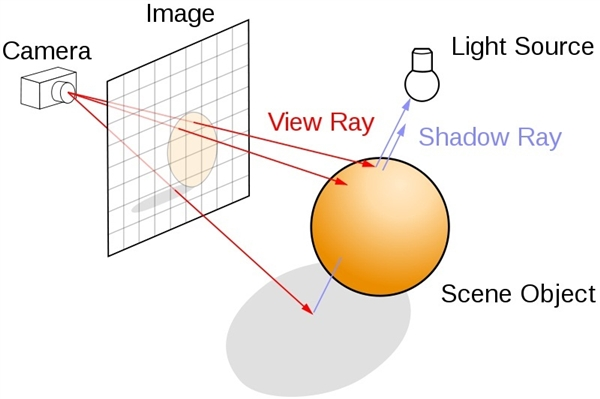 Image
Camera
Light Source
View Ray
Shadow Ray
Scene Object